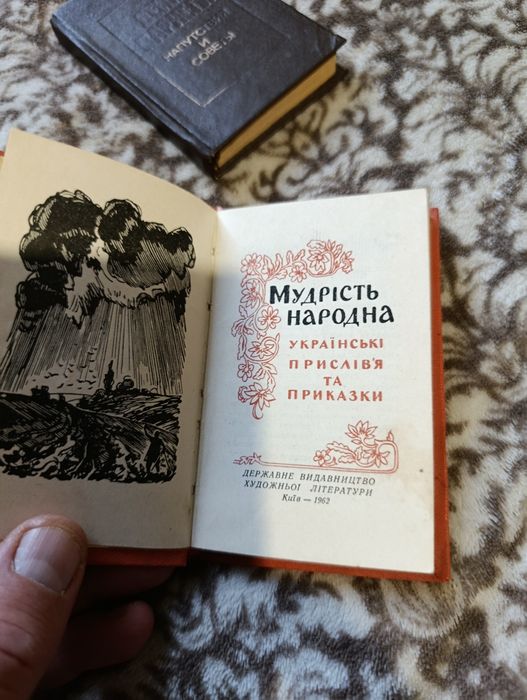 НАПУТСТВИЯ
И
СОВЕТЫ
МУДРІСТЬ
НАРОДНА
УКРАЇНСЬКІ
ПРИСЛІВ'Я
ТА
ПРИКАЗКИ
ДЕРЖАВНЕ ВИДАВНИЦТВО
ХУДОЖНЬОЇ ЛІТЕРАТУРИ
Київ — 1962